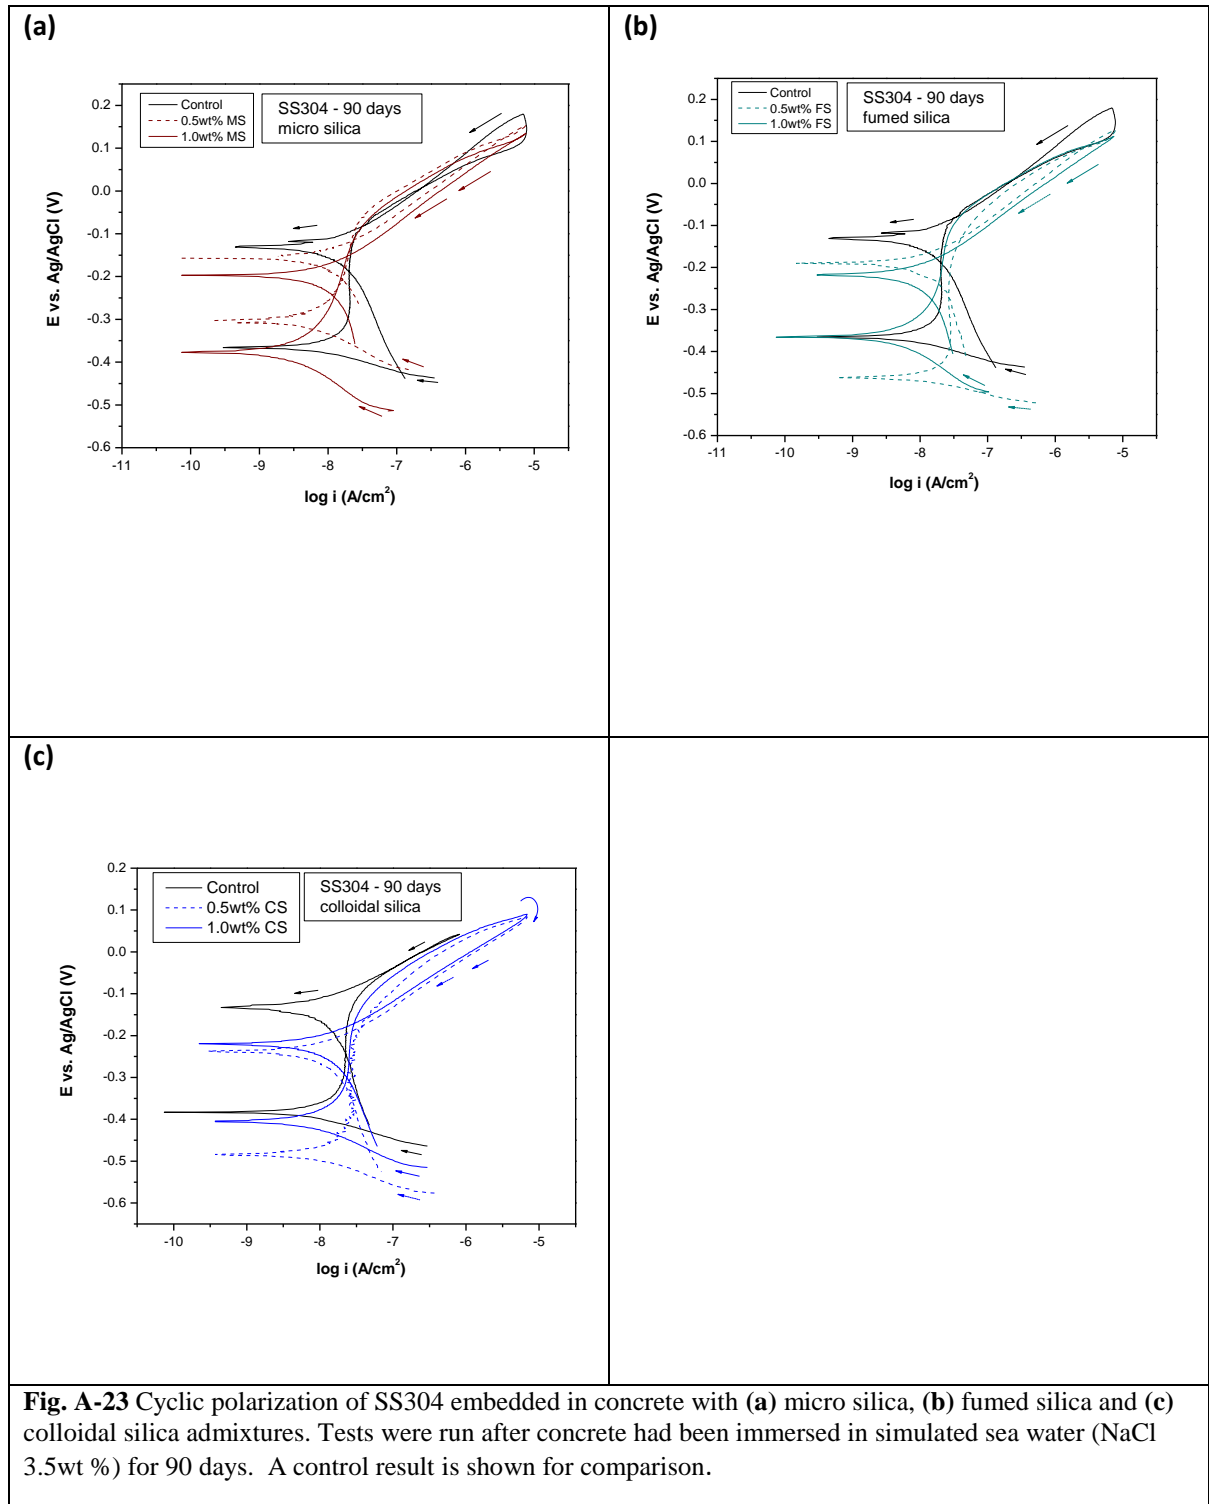 (a)
Control
0.5wt% MS
1.0wt% MS
SS304 - 90 days
micro silica
0.2
0.1
0.0
-0.1
-0.2
-0.3
-0.4
-0.5
-0.6
E vs. Ag/AgCl (V)
-11 -10 -9 -8 -7 -6 -5
log i (A/cm²)
(b)
Control
0.5wt% FS
1.0wt% FS
SS304 - 90 days
fumed silica
0.2
0.1
0.0
-0.1
-0.2
-0.3
-0.4
-0.5
-0.6
E vs. Ag/AgCl (V)
-11 -10 -9 -8 -7 -6 -5
log i (A/cm²)
(c)
Control
0.5wt% CS
1.0wt% CS
SS304 - 90 days
colloidal silica
0.2
0.1
0.0
-0.1
-0.2
-0.3
-0.4
-0.5
-0.6
E vs. Ag/AgCl (V)
-10 -9 -8 -7 -6 -5
log i (A/cm²)
Fig. A-23 Cyclic polarization of SS304 embedded in concrete with (a) micro silica, (b) fumed silica and (c)
colloidal silica admixtures. Tests were run after concrete had been immersed in simulated sea water (NaCl
3.5wt %) for 90 days. A control result is shown for comparison.